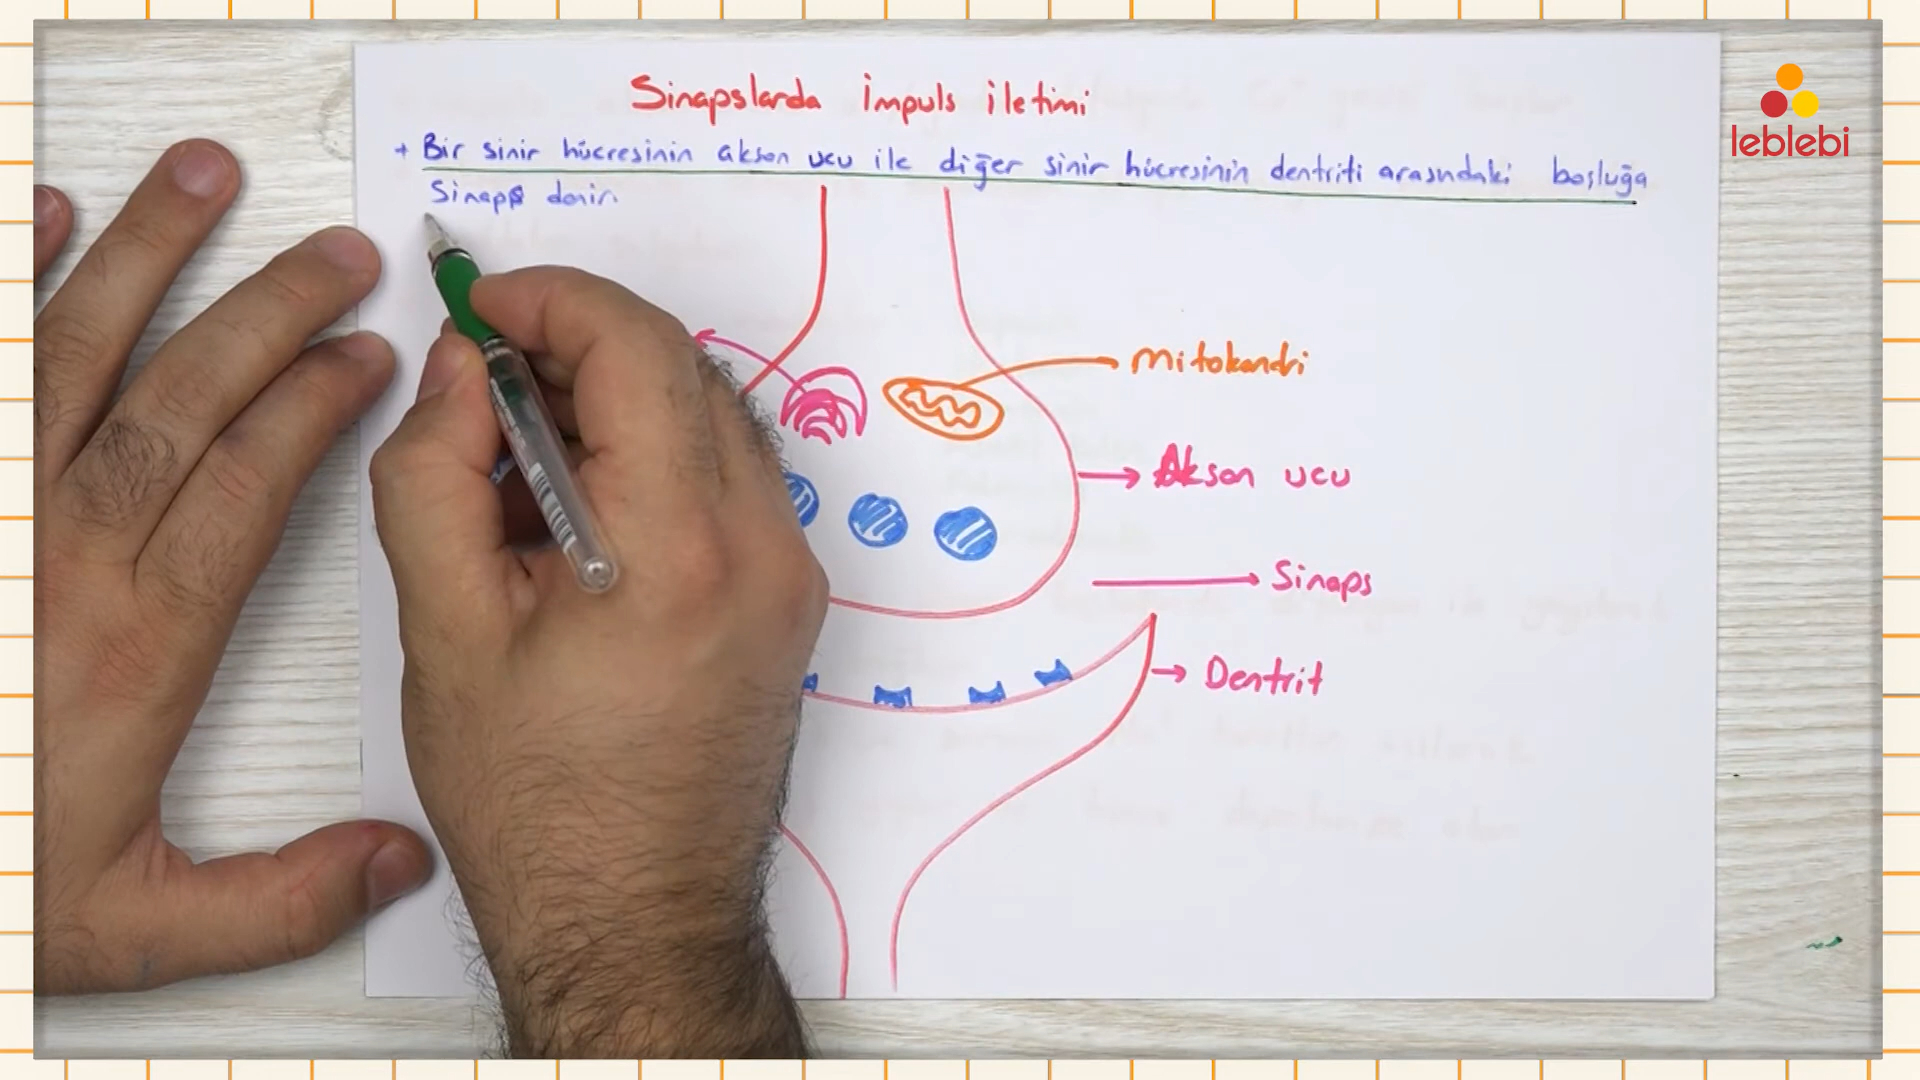 Sinapslarda İmpuls iletimi
leblebi
+ Bir sinir hücresinin akson ucu ile diğer sinir hücresinin dentriti arasındaki boşluğa
Sinaps denir.
mitokondri
Akson ucu
Sinaps
Dentrit